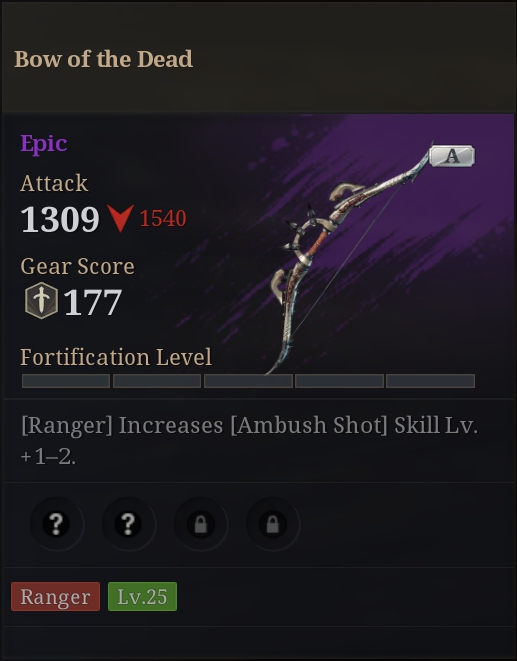 Bow of the Dead
Epic
A
Attack
1309 1540
Gear Score
177
Fortification Level
[Ranger] Increases [Ambush Shot] Skill Lv.
+1–2.
? ?
Ranger Lv.25